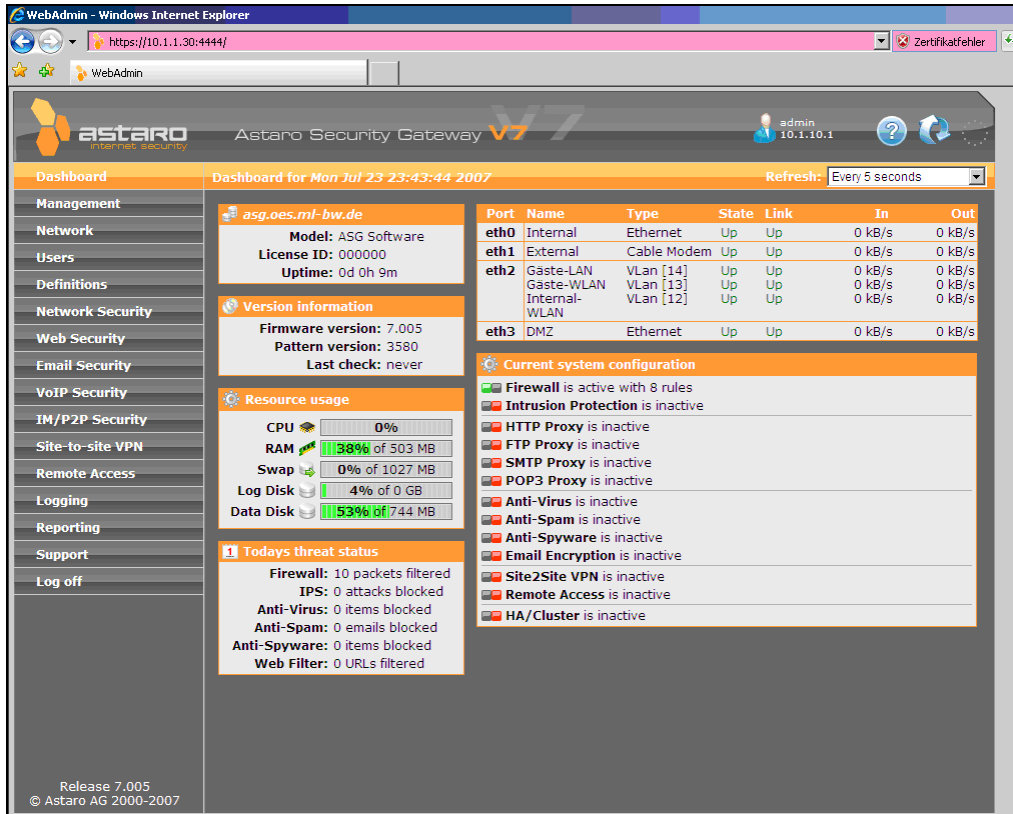 WebAdmin - Windows Internet Explorer
https://10.1.1.30:4444/
Zertifikatfehler
WebAdmin
astaro
internet security
Astaro Security Gateway V7
admin
10.1.10.1
Dashboard
Dashboard for Mon Jul 23 23:43:44 2007
Refresh: Every 5 seconds
Management
Network
Users
Definitions
Network Security
Web Security
Email Security
VoIP Security
IM/P2P Security
Site-to-site VPN
Remote Access
Logging
Reporting
Support
Log off
Release 7.005
© Astaro AG 2000-2007
asg.oes.ml-bw.de
Model: ASG Software
License ID: 000000
Uptime: 0d 0h 9m
Version information
Firmware version: 7.005
Pattern version: 3580
Last check: never
Resource usage
CPU 0%
RAM 38% of 503 MB
Swap 0% of 1027 MB
Log Disk 4% of 0 GB
Data Disk 53% of 744 MB
1 Todays threat status
Firewall: 10 packets filtered
IPS: 0 attacks blocked
Anti-Virus: 0 items blocked
Anti-Spam: 0 emails blocked
Anti-Spyware: 0 items blocked
Web Filter: 0 URLs filtered
Port Name Type State Link In Out
eth0 Internal Ethernet Up Up 0 kB/s 0 kB/s
eth1 External Cable Modem Up Up 0 kB/s 0 kB/s
eth2 Gäste-LAN VLan [14] Up Up 0 kB/s 0 kB/s
Gäste-WLAN VLan [13] Up Up 0 kB/s 0 kB/s
Internal- VLan [12] Up Up 0 kB/s 0 kB/s
WLAN
eth3 DMZ Ethernet Up Up 0 kB/s 0 kB/s
Current system configuration
Firewall is active with 8 rules
Intrusion Protection is inactive
HTTP Proxy is inactive
FTP Proxy is inactive
SMTP Proxy is inactive
POP3 Proxy is inactive
Anti-Virus is inactive
Anti-Spam is inactive
Anti-Spyware is inactive
Email Encryption is inactive
Site2Site VPN is inactive
Remote Access is inactive
HA/Cluster is inactive